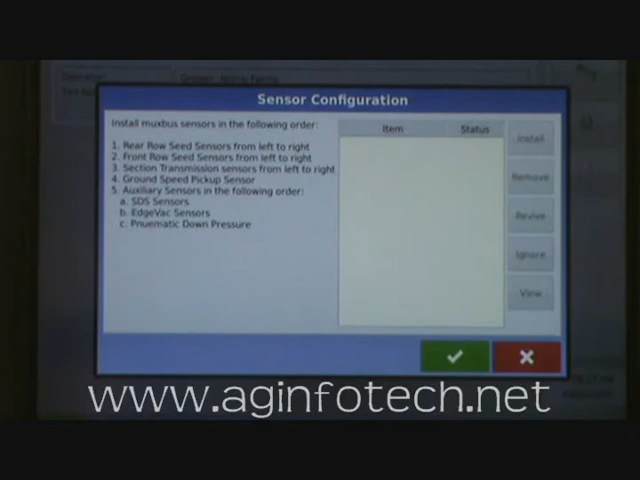 Sensor Configuration
Install muxbus sensors in the following order:
1. Rear Row Seed Sensors from left to right
2. Front Row Seed Sensors from left to right
3. Section Transmission sensors from left to right
4. Ground Speed Pickup Sensor
5. Auxiliary Sensors in the following order:
a. SDS Sensors
b. EdgeVac Sensors
c. Pnuematic Down Pressure
Item Status
Install
Remove
Revive
Ignore
View
www.aginfotech.net